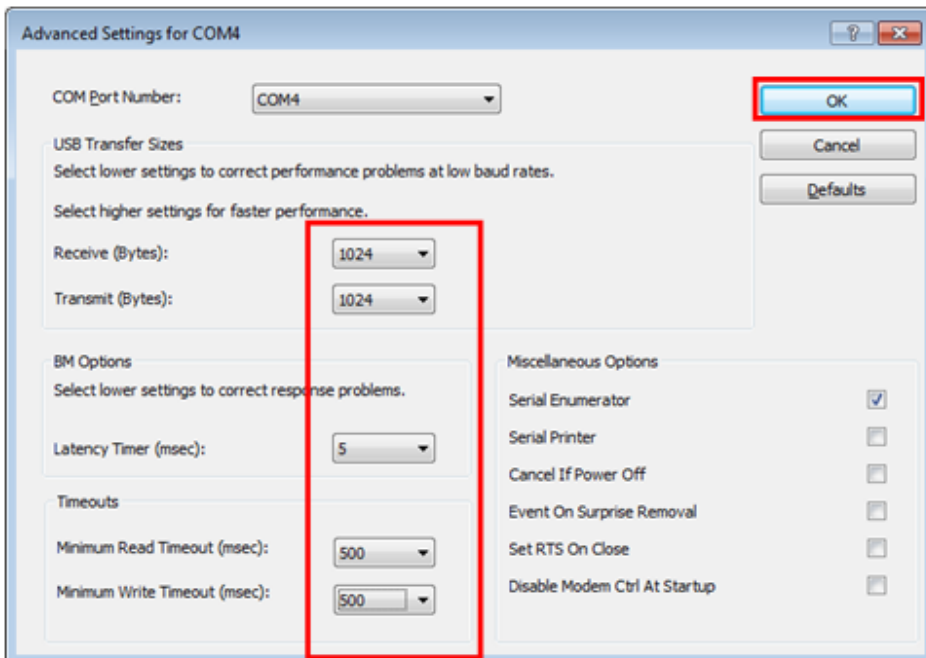 Advanced Settings for COM4
COM Port Number: COM4
OK
USB Transfer Sizes
Cancel
Select lower settings to correct performance problems at low baud rates.
Defaults
Select higher settings for faster performance.
Receive (Bytes): 1024
Transmit (Bytes): 1024
BM Options
Select lower settings to correct response problems.
Latency Timer (msec): 5
Timeouts
Minimum Read Timeout (msec): 500
Minimum Write Timeout (msec): 500
Miscellaneous Options
Serial Enumerator
Serial Printer
Cancel If Power Off
Event On Surprise Removal
Set RTS On Close
Disable Modem Ctrl At Startup